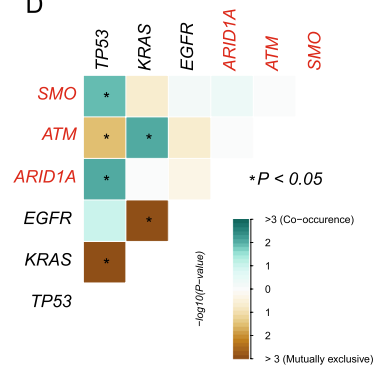 D
TP53
KRAS
EGFR
ARID1A
ATM
SMO
SMO * 
ATM * *
ARID1A *
EGFR *
KRAS *
TP53
*P < 0.05
−log10(P−value)
>3 (Co−occurence)
2
1
0
1
2
> 3 (Mutually exclusive)